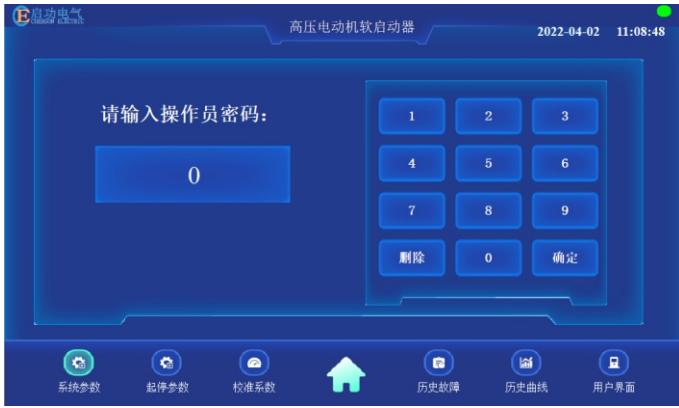 启功电气
高压电动机软启动器
2022-04-02 11:08:48
请输入操作员密码：
0
1 2 3
4 5 6
7 8 9
删除 0 确定
系统参数 起停参数 校准系数 历史故障 历史曲线 用户界面